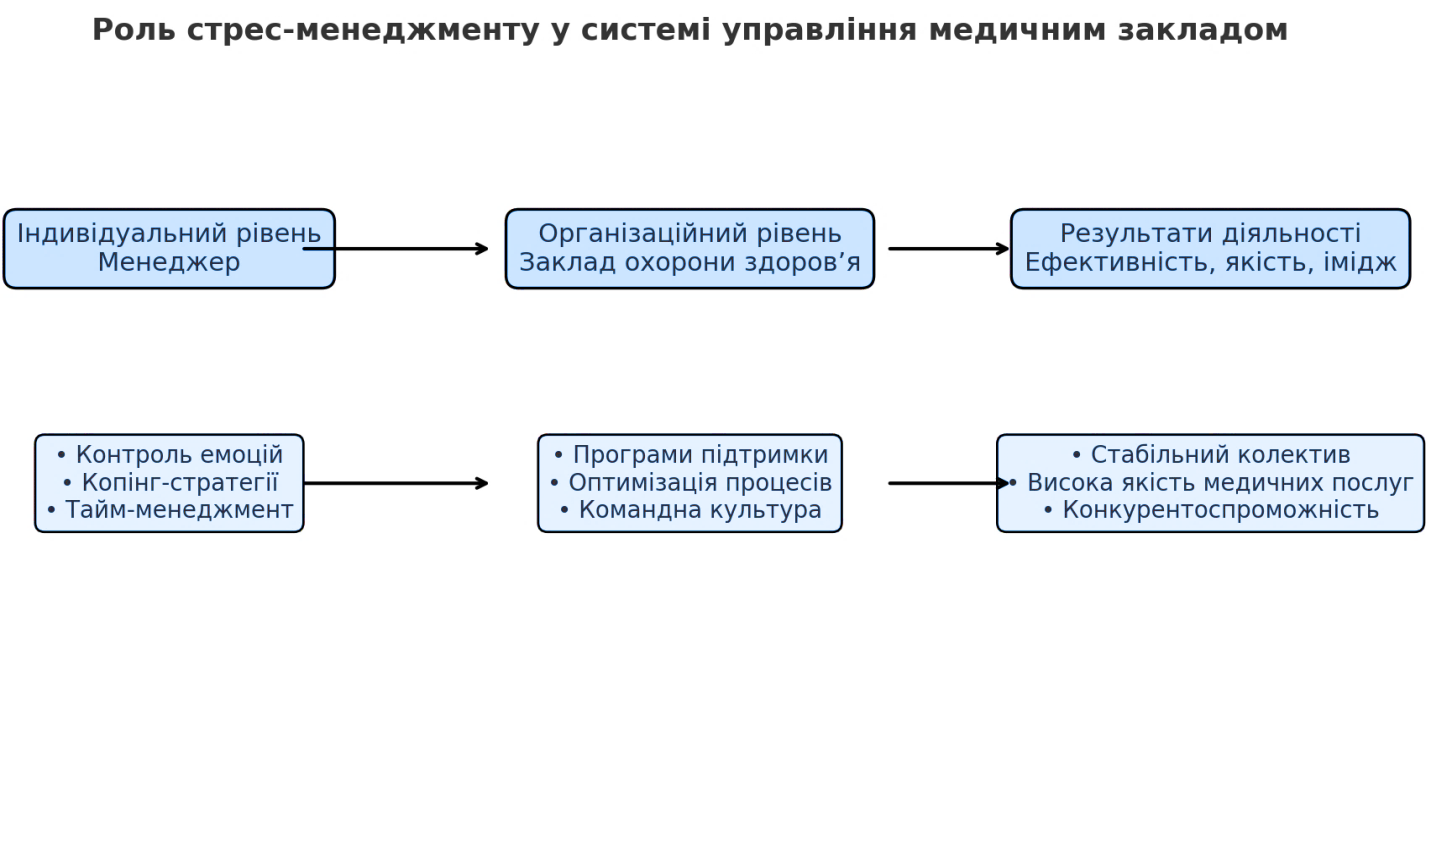 Роль стрес-менеджменту у системі управління медичним закладом
Індивідуальний рівень
Менеджер
Організаційний рівень
Заклад охорони здоров’я
Результати діяльності
Ефективність, якість, імідж
• Контроль емоцій
• Копінг-стратегії
• Тайм-менеджмент
• Програми підтримки
• Оптимізація процесів
• Командна культура
• Стабільний колектив
• Висока якість медичних послуг
• Конкурентоспроможність